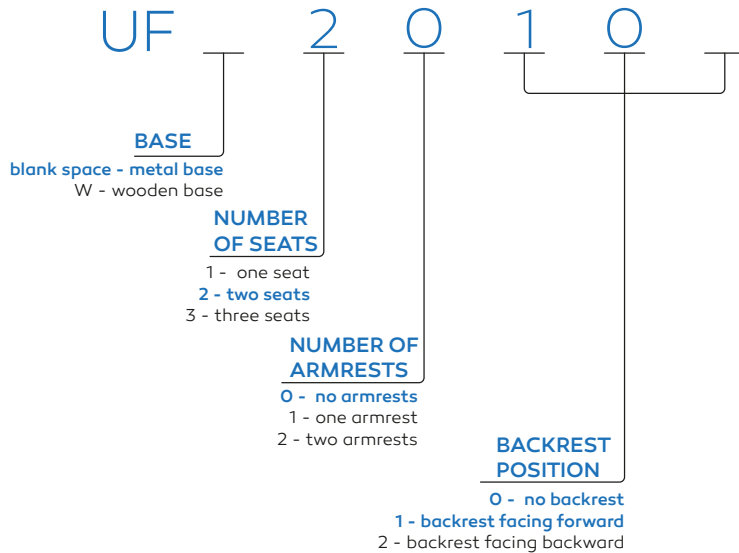 UF 2 0 1 0
BASE
blank space - metal base
W - wooden base
NUMBER
OF SEATS
1 - one seat
2 - two seats
3 - three seats
NUMBER OF
ARMRESTS
0 - no armrests
1 - one armrest
2 - two armrests
BACKREST
POSITION
0 - no backrest
1 - backrest facing forward
2 - backrest facing backward